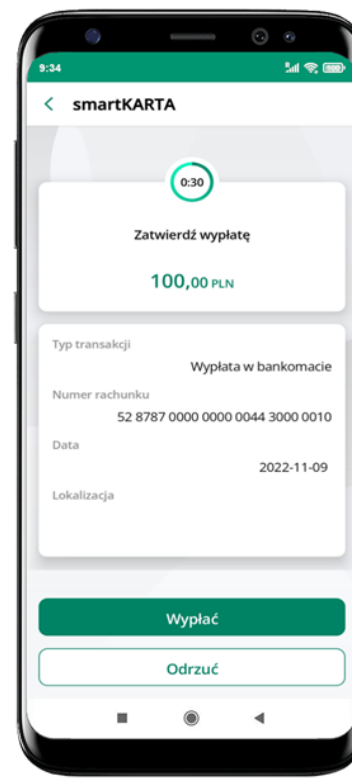 9:34
100
< smartKARTA
0:30
Zatwierdź wypłatę
100,00 PLN
Typ transakcji
Wypłata w bankomacie
Numer rachunku
52 8787 0000 0000 0044 3000 0010
Data
2022-11-09
Lokalizacja
Wypłać
Odrzuć